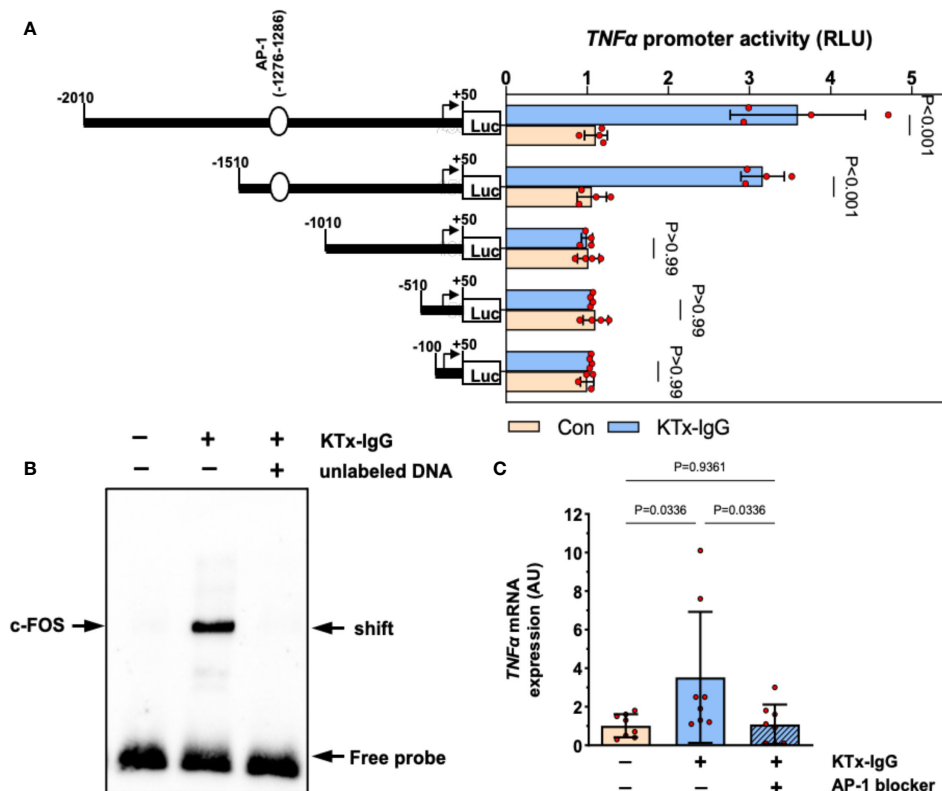 A
AP-1
(-1276-1286)
TNFα promoter activity (RLU)
0 1 2 3 4 5
-2010
+50
Luc
P<0.001
-1510
+50
Luc
P<0.001
-1010
+50
Luc
P>0.99
-510
+50
Luc
P>0.99
-100
+50
Luc
P>0.99
Con KTx-IgG
B
– + + KTx-IgG
– – + unlabeled DNA
c-FOS
shift
Free probe
C
P=0.9361
P=0.0336 P=0.0336
TNFα mRNA
expression (AU)
12
10
8
6
4
2
0
– + + KTx-IgG
– – + AP-1 blocker